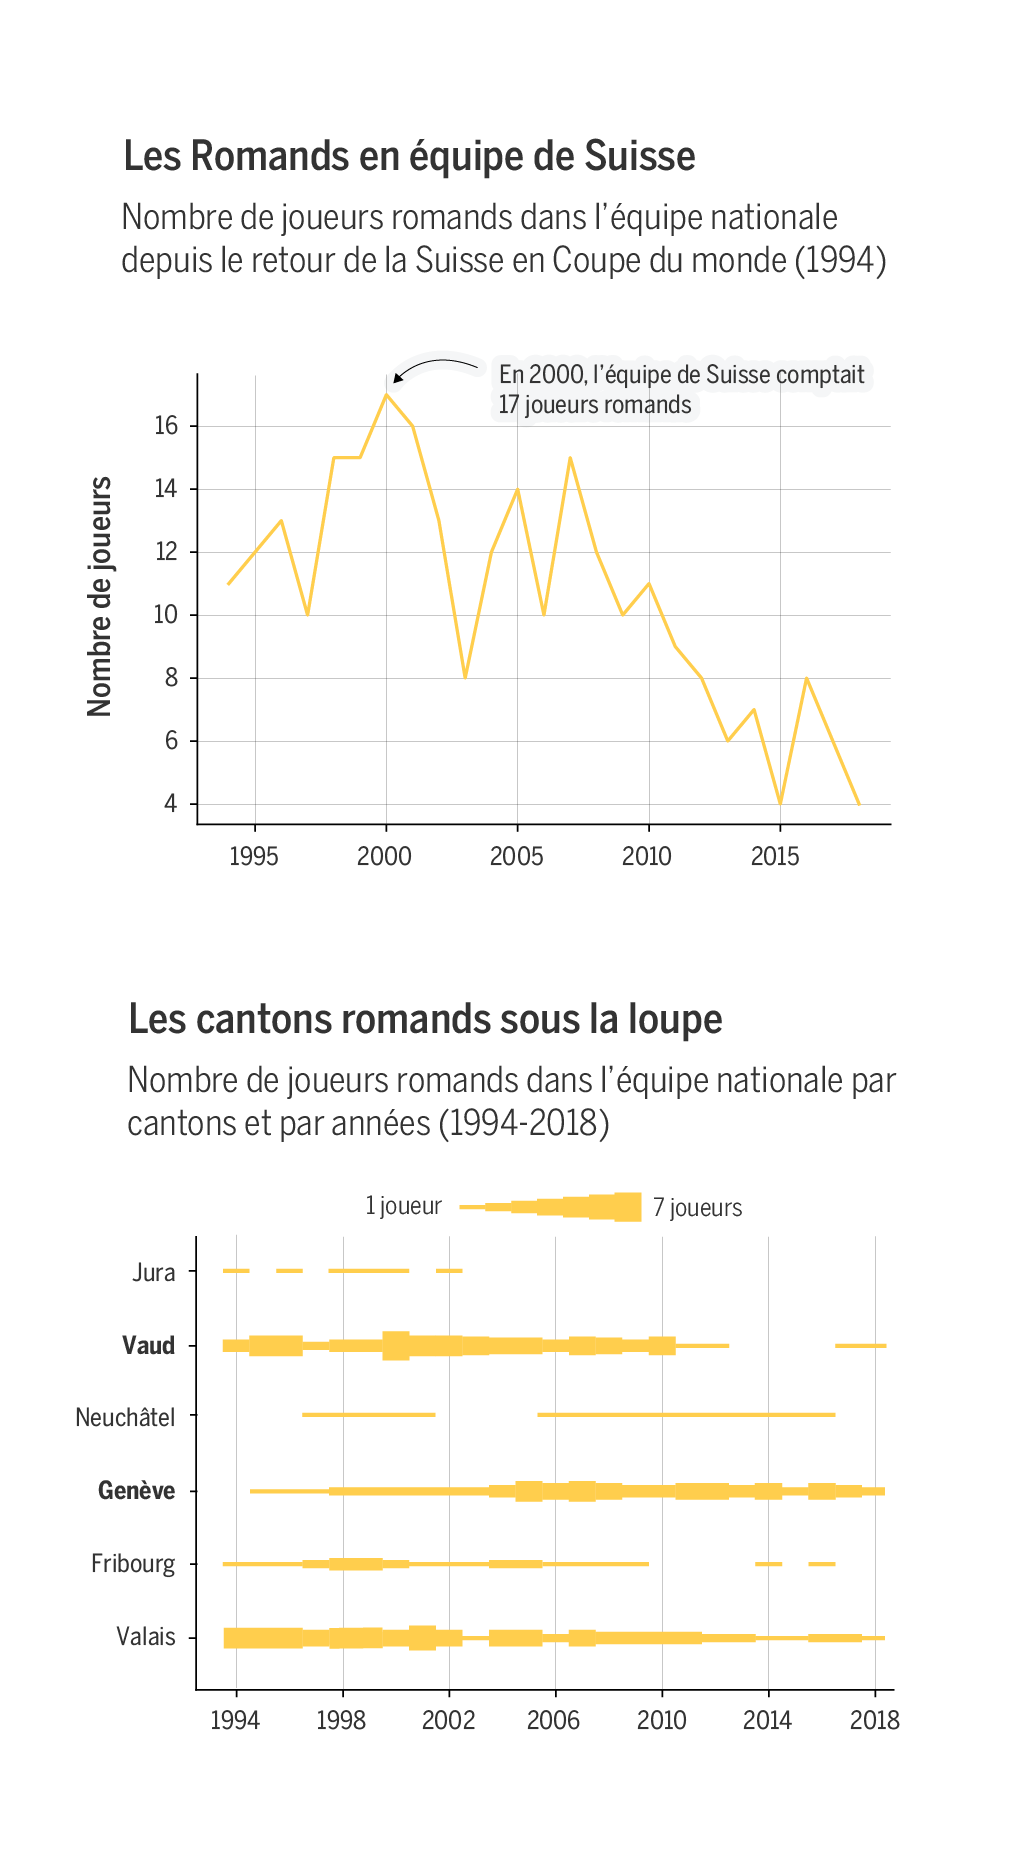 Les Romands en équipe de Suisse
Nombre de joueurs romands dans l'équipe nationale
depuis le retour de la Suisse en Coupe du monde (1994)
En 2000, l'équipe de Suisse comptait
17 joueurs romands
Nombre de joueurs
16
14
12
10
8
6
4
1995 2000 2005 2010 2015
Les cantons romands sous la loupe
Nombre de joueurs romands dans l'équipe nationale par
cantons et par années (1994-2018)
1 joueur 7 joueurs
Jura
Vaud
Neuchâtel
Genève
Fribourg
Valais
1994 1998 2002 2006 2010 2014 2018